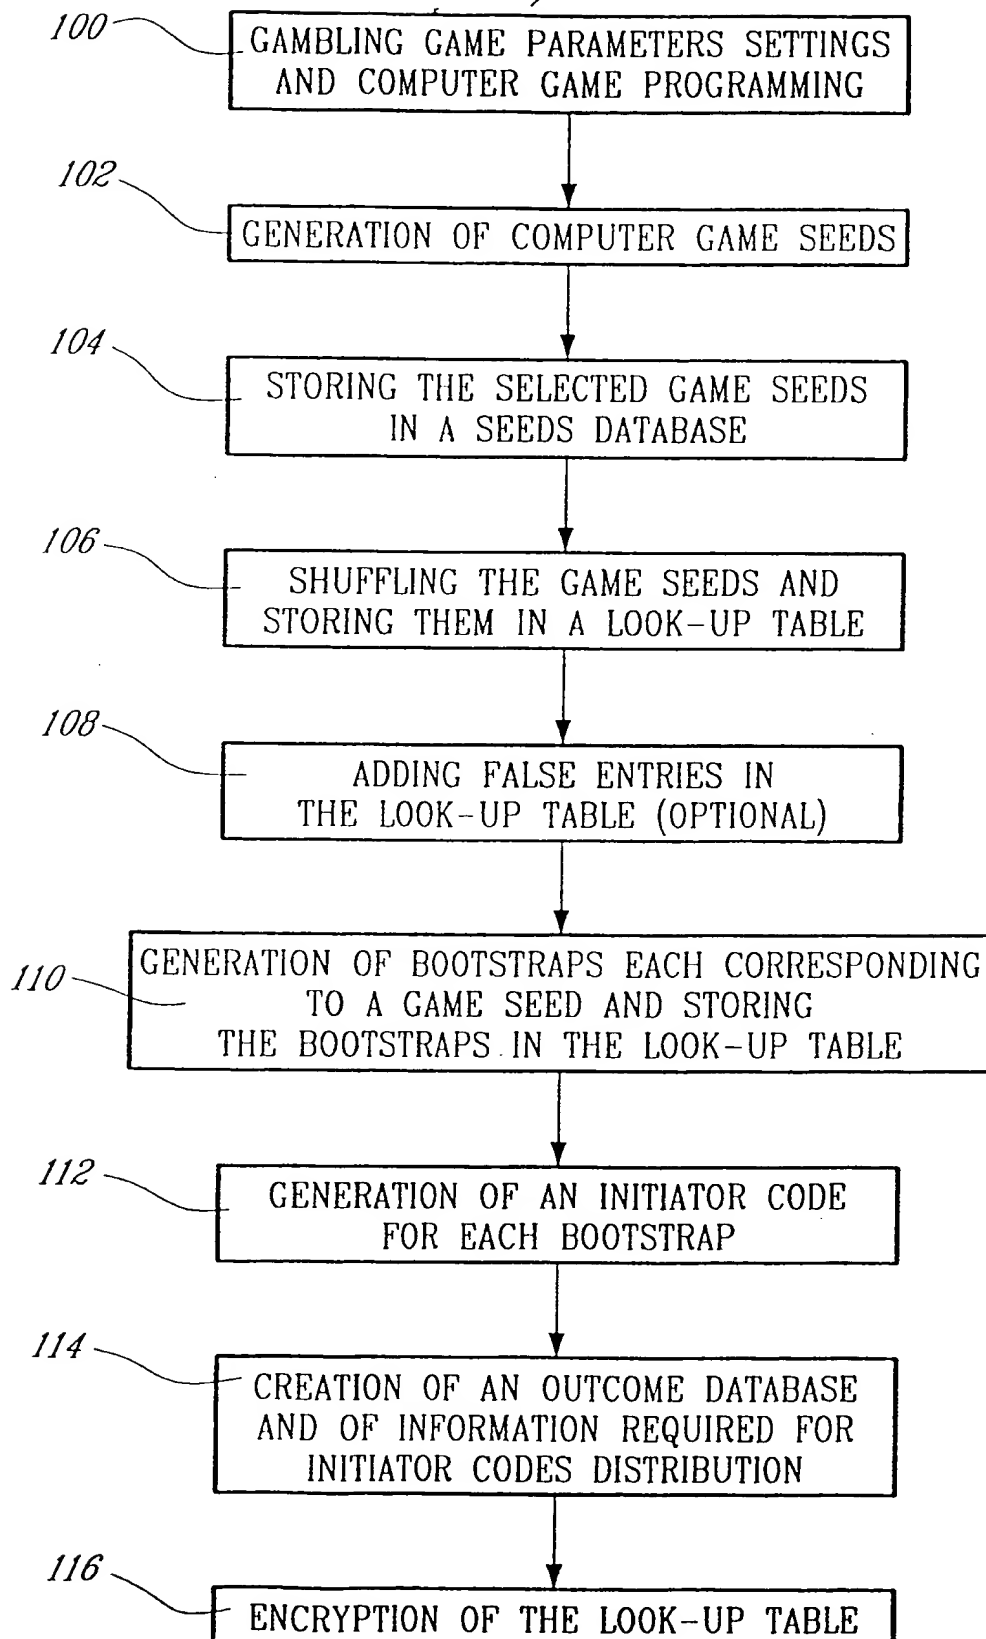 100
GAMBLING GAME PARAMETERS SETTINGS
AND COMPUTER GAME PROGRAMMING
102
GENERATION OF COMPUTER GAME SEEDS
104
STORING THE SELECTED GAME SEEDS
IN A SEEDS DATABASE
106
SHUFFLING THE GAME SEEDS AND
STORING THEM IN A LOOK-UP TABLE
108
ADDING FALSE ENTRIES IN
THE LOOK-UP TABLE (OPTIONAL)
110
GENERATION OF BOOTSTRAPS EACH CORRESPONDING
TO A GAME SEED AND STORING
THE BOOTSTRAPS IN THE LOOK-UP TABLE
112
GENERATION OF AN INITIATOR CODE
FOR EACH BOOTSTRAP
114
CREATION OF AN OUTCOME DATABASE
AND OF INFORMATION REQUIRED FOR
INITIATOR CODES DISTRIBUTION
116
ENCRYPTION OF THE LOOK-UP TABLE